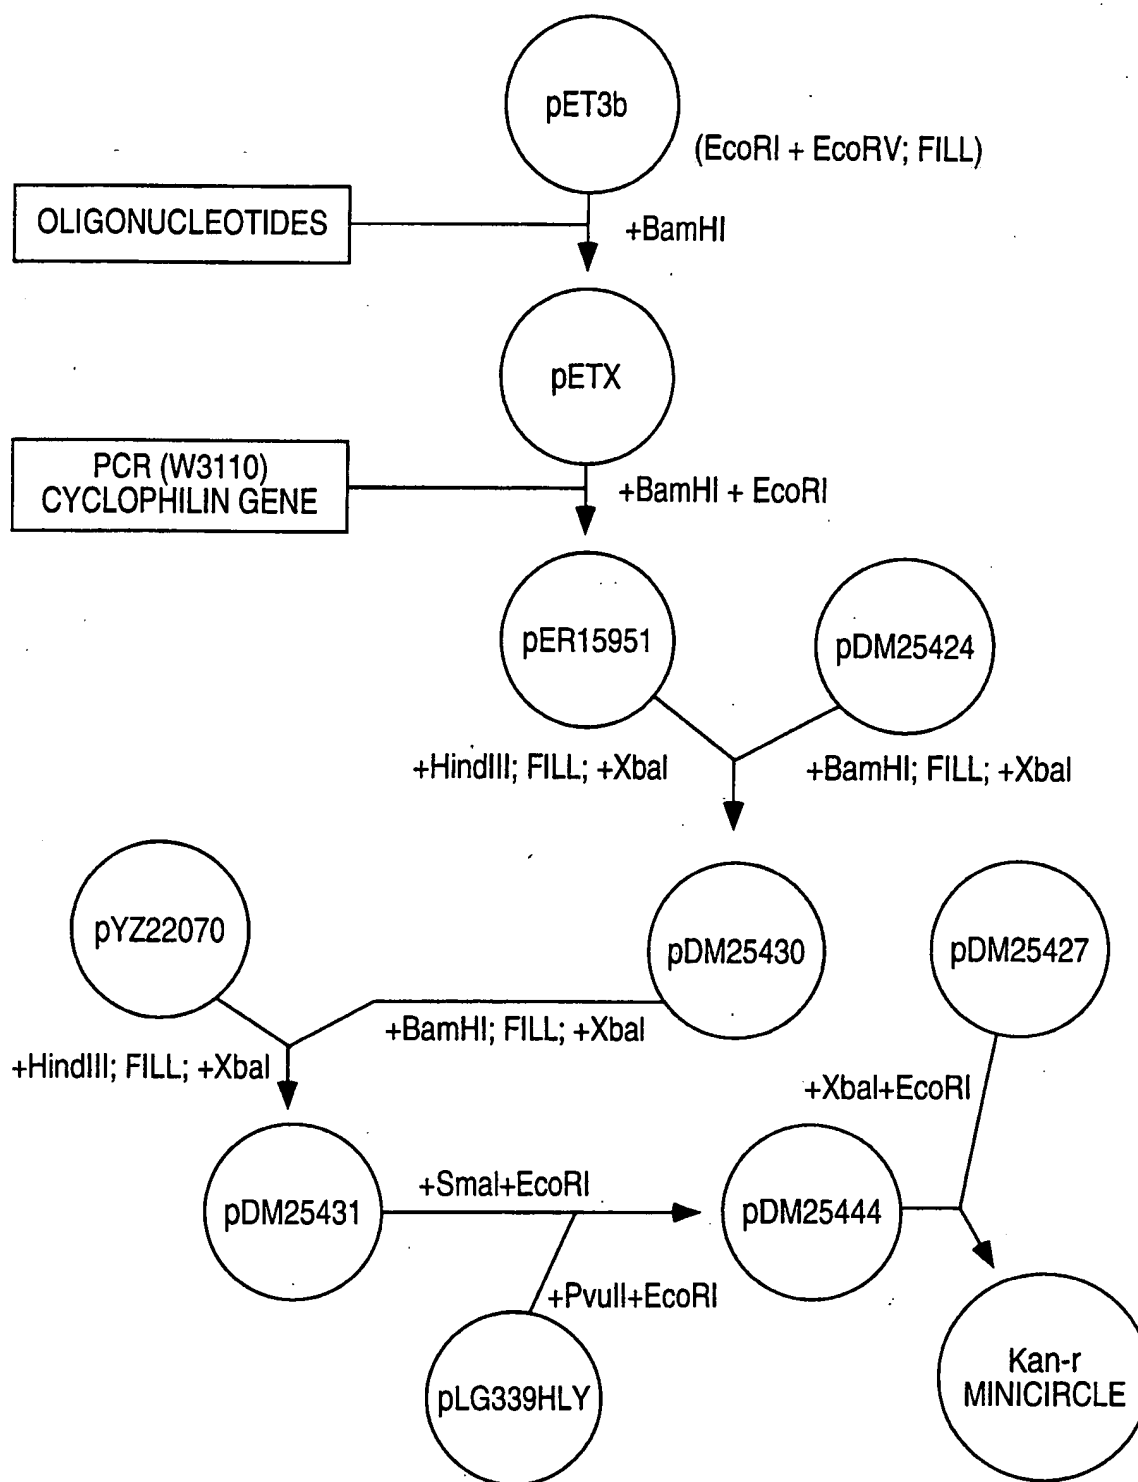 pET3b
(EcoRI + EcoRV; FILL)
OLIGONUCLEOTIDES
+BamHI
pETX
PCR (W3110)
CYCLOPHILIN GENE
+BamHI + EcoRI
pER15951
pDM25424
+HindIII; FILL; +XbaI
+BamHI; FILL; +XbaI
pYZ22070
pDM25430
pDM25427
+BamHI; FILL; +XbaI
+HindIII; FILL; +XbaI
+XbaI+EcoRI
pDM25431
+SmaI+EcoRI
pDM25444
+PvuII+EcoRI
pLG339HLY
Kan-r
MINICIRCLE